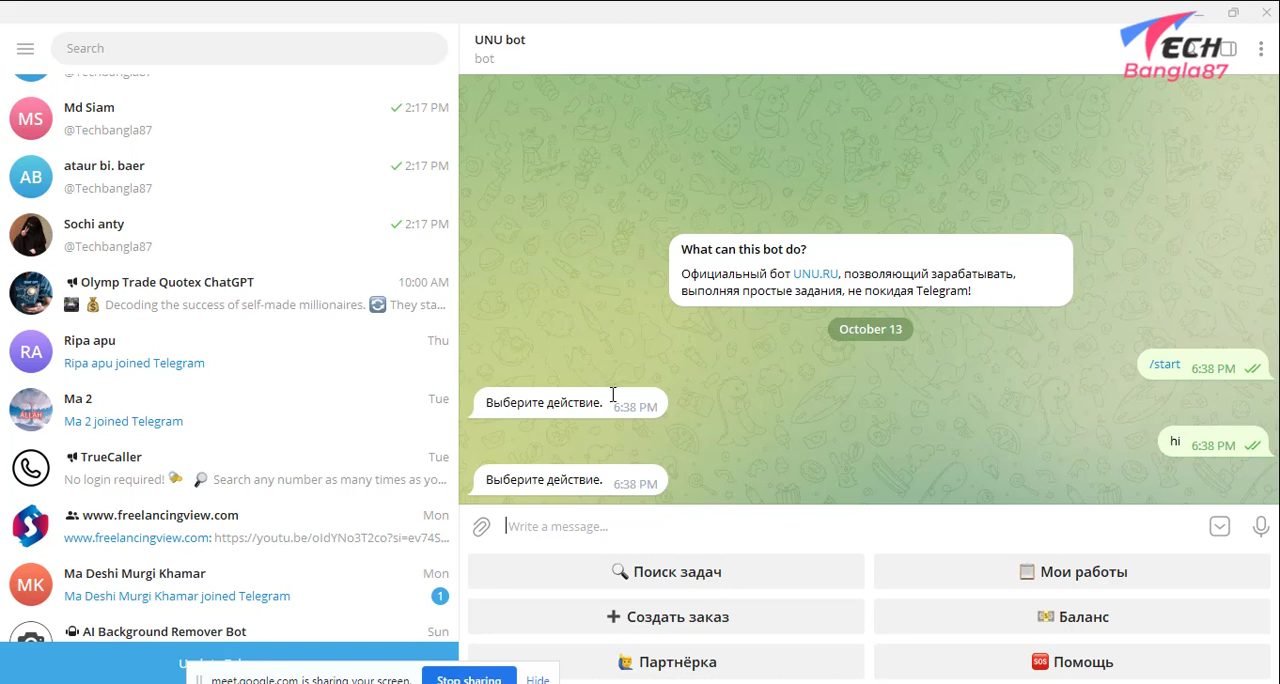 Search
@Techbangla87
MS
Md Siam
2:17 PM
@Techbangla87
AB
ataur bi. baer
2:17 PM
@Techbangla87
Sochi anty
2:17 PM
@Techbangla87
Olymp Trade Quotex ChatGPT
10:00 AM
Decoding the success of self-made millionaires. They sta...
RA
Ripa apu
Thu
Ripa apu joined Telegram
Ma 2
Tue
Ma 2 joined Telegram
TrueCaller
Tue
No login required! Search any number as many times as yo...
www.freelancingview.com
Mon
www.freelancingview.com: https://youtu.be/oIdYNo3T2co?si=ev74S...
MK
Ma Deshi Murgi Khamar
Mon
Ma Deshi Murgi Khamar joined Telegram
1
AI Background Remover Bot
Sun
meet.google.com is sharing your screen.
Stop sharing
Hide
UNU bot
bot
TECH
Bangla87
What can this bot do?
Официальный бот UNU.RU, позволяющий зарабатывать,
выполняя простые задания, не покидая Telegram!
October 13
/start 6:38 PM
Выберите действие. 6:38 PM
hi 6:38 PM
Выберите действие. 6:38 PM
Write a message...
Поиск задач
Мои работы
Создать заказ
Баланс
Партнёрка
SOS Помощь